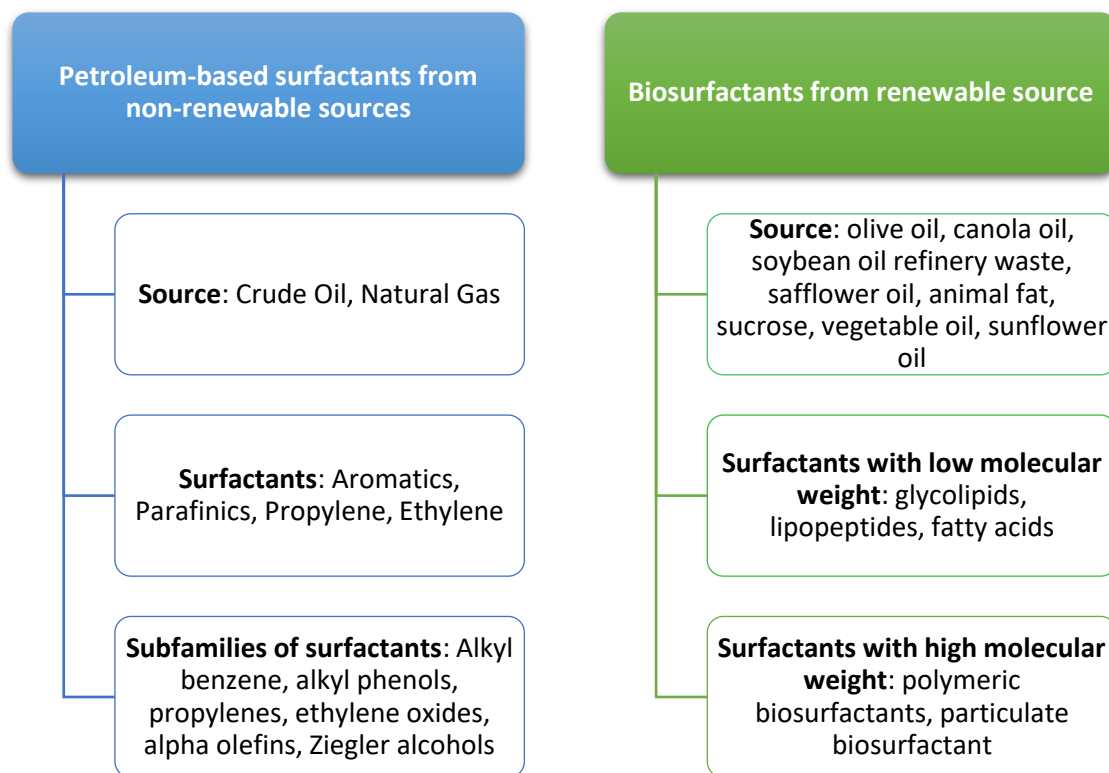 Petroleum-based surfactants from
non-renewable sources
Source: Crude Oil, Natural Gas
Surfactants: Aromatics,
Parafinics, Propylene, Ethylene
Subfamilies of surfactants: Alkyl
benzene, alkyl phenols,
propylenes, ethylene oxides,
alpha olefins, Ziegler alcohols
Biosurfactants from renewable source
Source: olive oil, canola oil,
soybean oil refinery waste,
safflower oil, animal fat,
sucrose, vegetable oil, sunflower
oil
Surfactants with low molecular
weight: glycolipids,
lipopeptides, fatty acids
Surfactants with high molecular
weight: polymeric
biosurfactants, particulate
biosurfactant